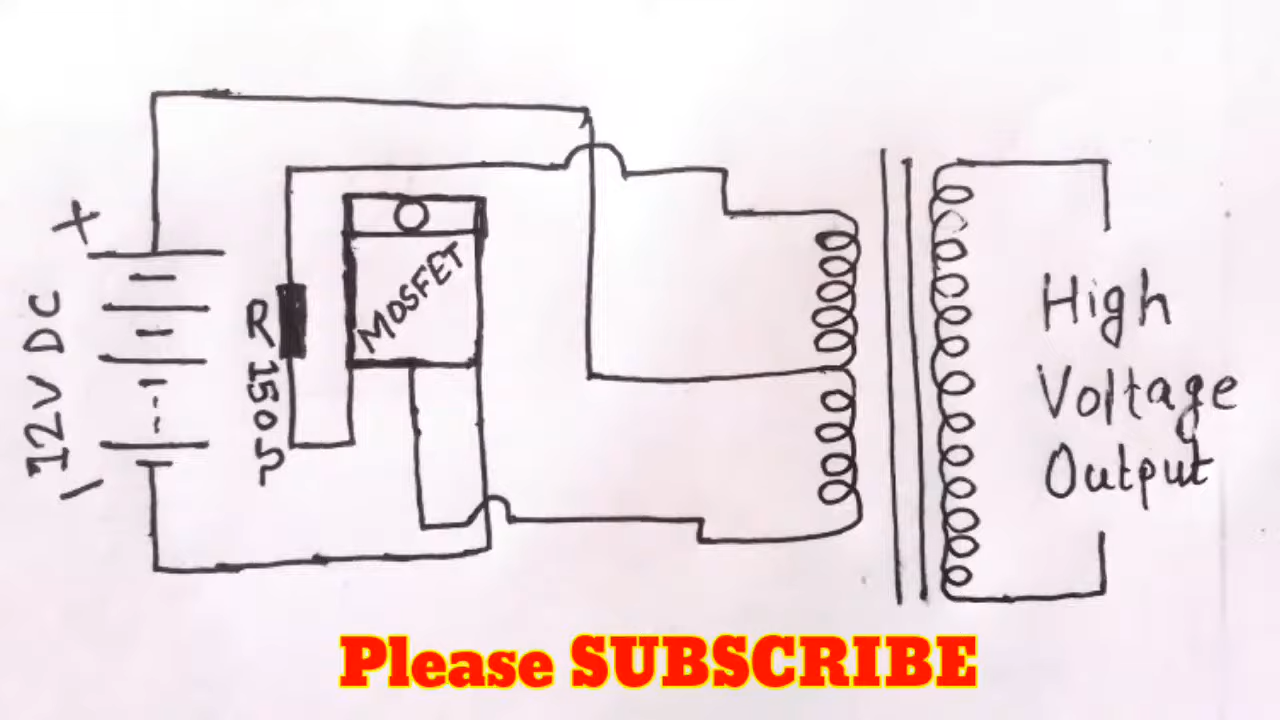 +
12V DC
−
R
150Ω
MOSFET
High
Voltage
Output
Please SUBSCRIBE